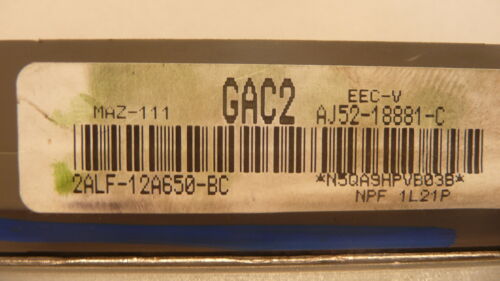 MAZ-111 GAC2 EEC-V
AJ52-18881-C
2ALF-12A650-BC *N5QA9HPVB03B*
NPF 1L21P